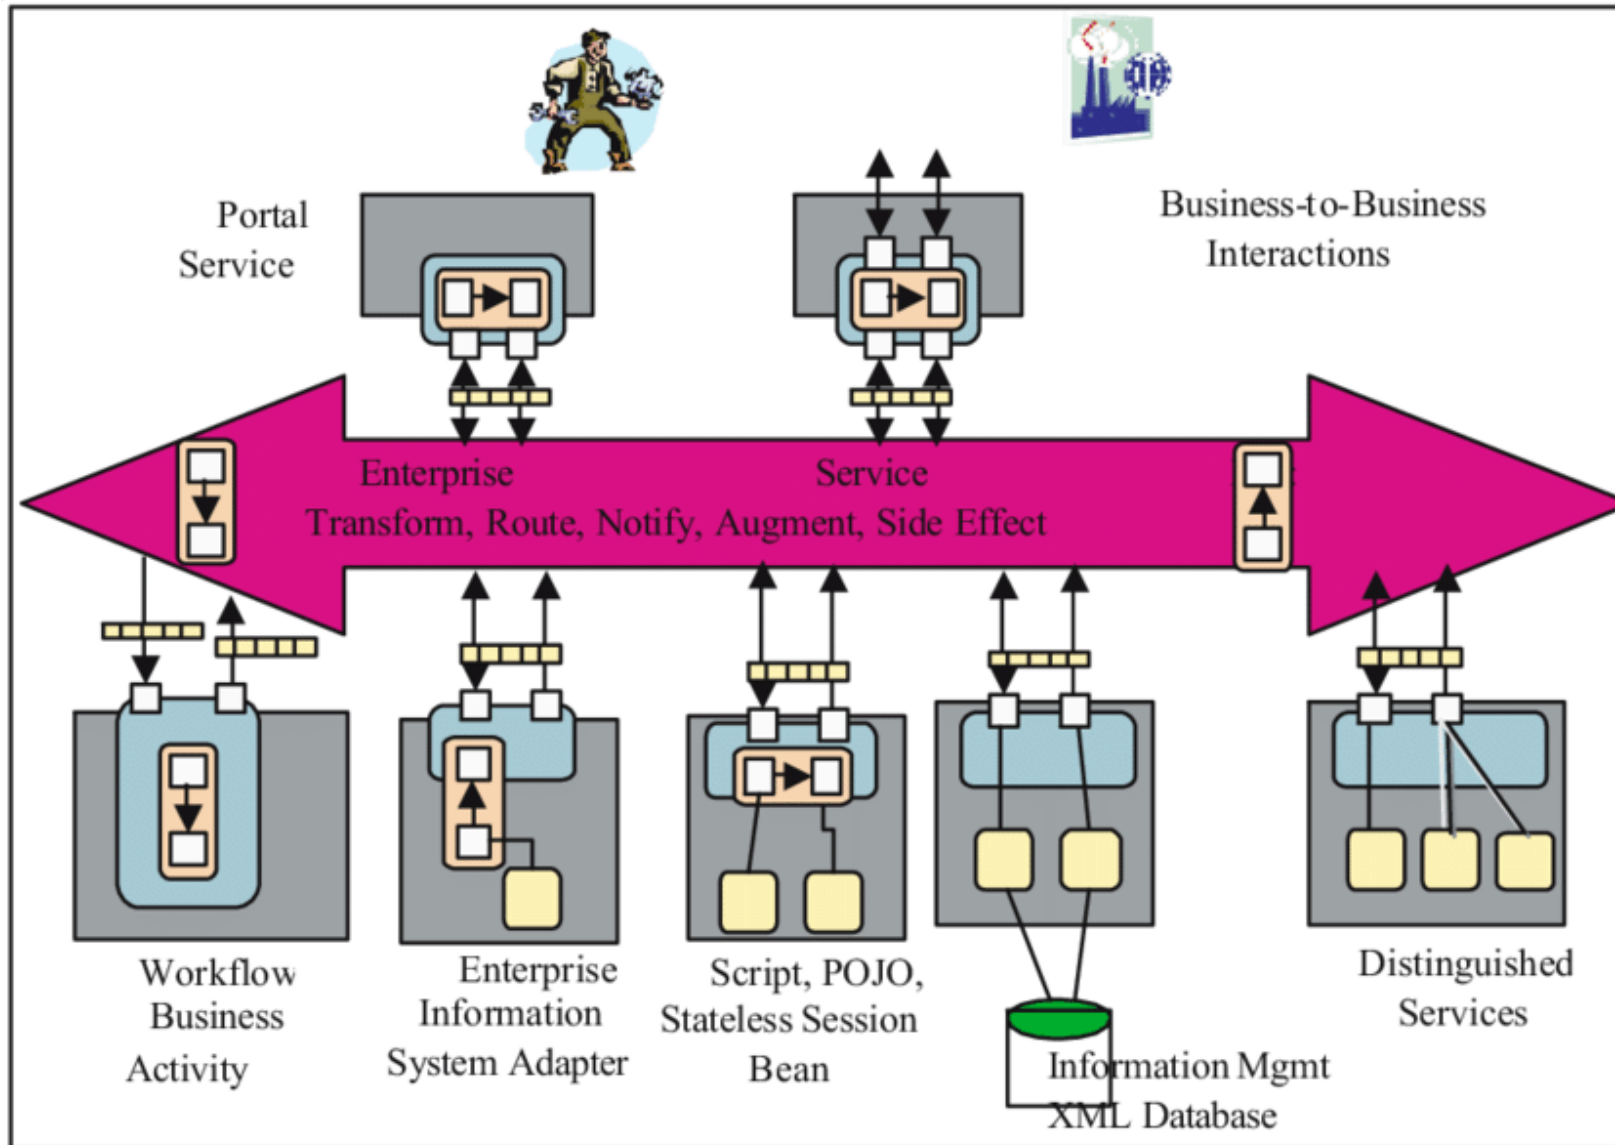 Portal
Service
Business-to-Business
Interactions
Enterprise Service
Transform, Route, Notify, Augment, Side Effect
Workflow
Business
Activity
Enterprise
Information
System Adapter
Script, POJO,
Stateless Session
Bean
Information Mgmt
XML Database
Distinguished
Services